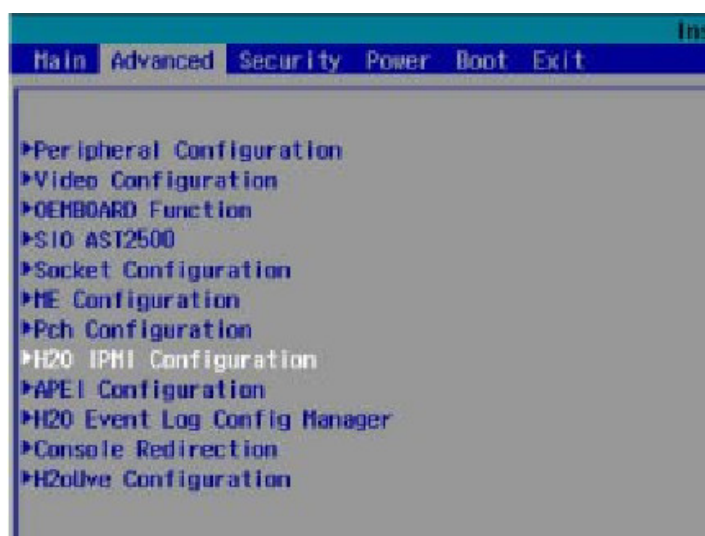 Ins
Main Advanced Security Power Boot Exit
Peripheral Configuration
Video Configuration
OEMBOARD Function
SIO AST2500
Socket Configuration
ME Configuration
Pch Configuration
H2O IPMI Configuration
APEI Configuration
H2O Event Log Config Manager
Console Redirection
H2oUve Configuration